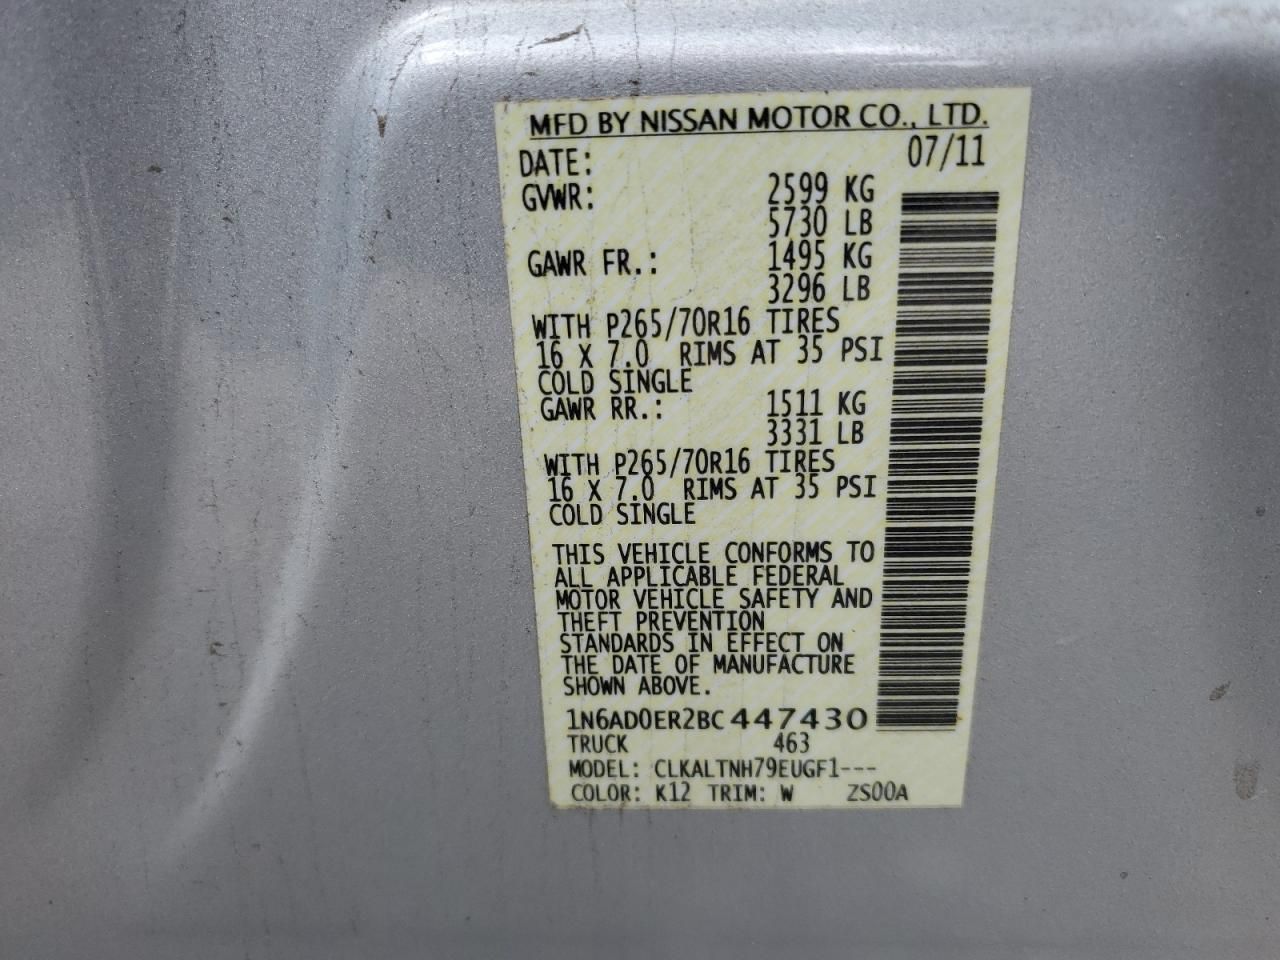 MFD BY NISSAN MOTOR CO., LTD.
DATE: 07/11
GVWR: 2599 KG
5730 LB
GAWR FR.: 1495 KG
3296 LB
WITH P265/70R16 TIRES
16 X 7.0 RIMS AT 35 PSI
COLD SINGLE
GAWR RR.: 1511 KG
3331 LB
WITH P265/70R16 TIRES
16 X 7.0 RIMS AT 35 PSI
COLD SINGLE
THIS VEHICLE CONFORMS TO
ALL APPLICABLE FEDERAL
MOTOR VEHICLE SAFETY AND
THEFT PREVENTION
STANDARDS IN EFFECT ON
THE DATE OF MANUFACTURE
SHOWN ABOVE.
1N6AD0ER2BC447430
TRUCK 463
MODEL: CLKALTNH79EUGF1---
COLOR: K12 TRIM: W ZS00A